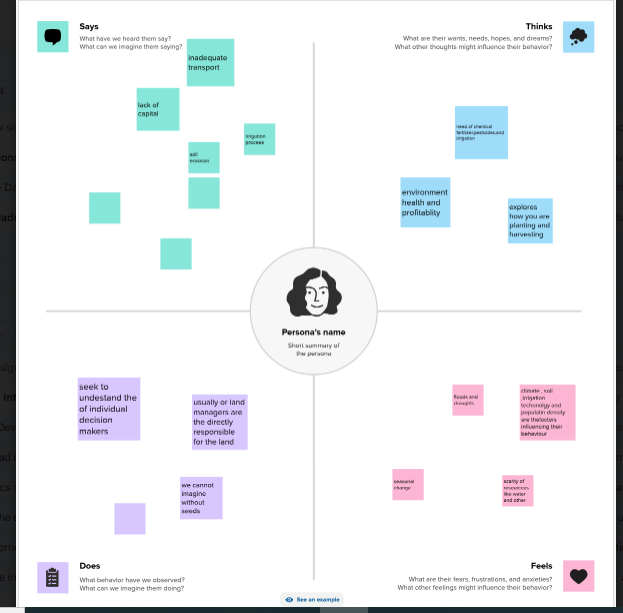 Says
What have we heard them say?
What can we imagine them saying?
inadequate
transport
lack of
capital
irrigation
process
soil
erossion
Thinks
What are their wants, needs, hopes, and dreams?
What other thoughts might influence their behavior?
need of chemical
fertilizer,pesticides,and
irrigation
environment
health and
profitablity
explores
how you are
planting and
harvesting
Persona's name
Short summary of
the persona
seek to
undestand the
of individual
decision
makers
usually or land
managers are
the directly
responsible
for the land
we cannot
imagine
without
seeds
Does
What behavior have we observed?
What can we imagine them doing?
floods and
droughts
climate , soil
,irrigation
techonolgy and
populatin density
are thefactors
influencing their
behaviour
seasonal
change
scarity of
resources
like water
and other
Feels
What are their fears, frustrations, and anxieties?
What other feelings might influence their behavior?
See an example